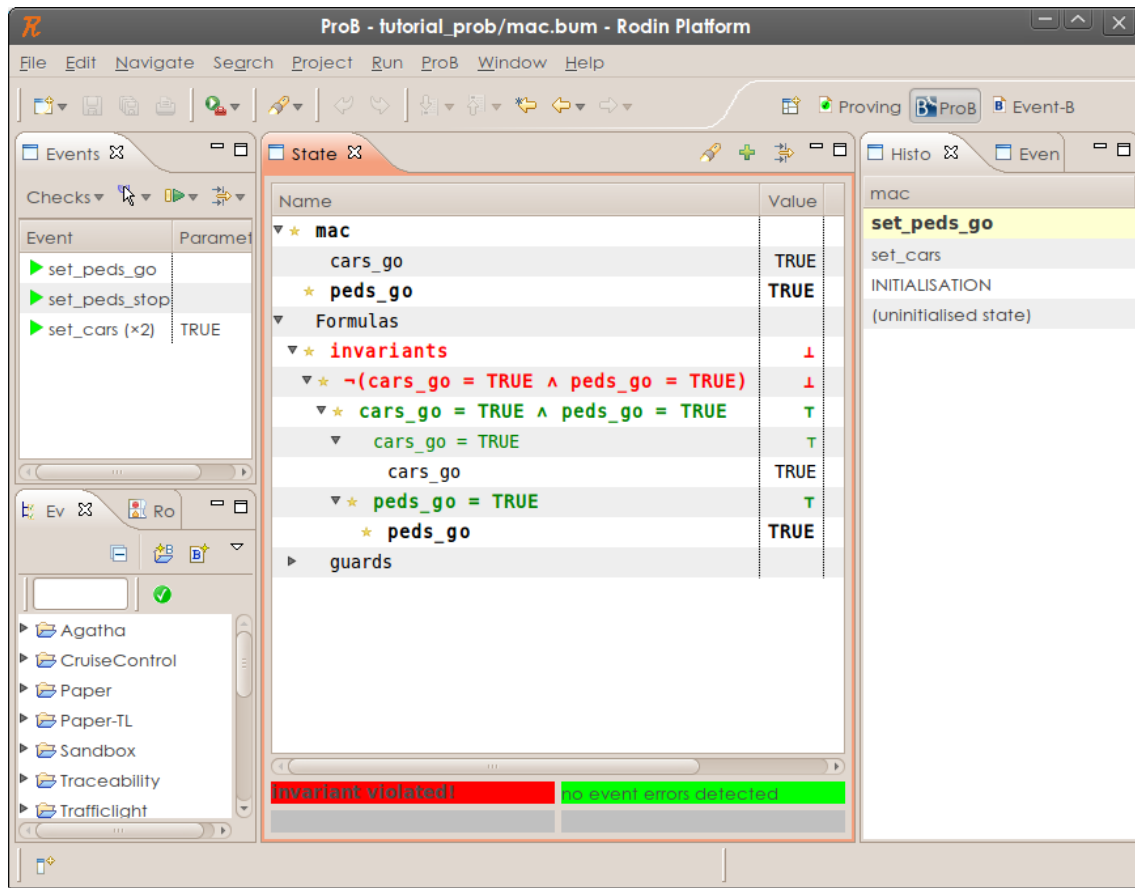 ProB - tutorial_prob/mac.bum - Rodin Platform
File Edit Navigate Search Project Run ProB Window Help
Proving ProB Event-B
Events
Checks
Event Paramet
set_peds_go
set_peds_stop
set_cars (×2) TRUE
Ev Ro
Agatha
CruiseControl
Paper
Paper-TL
Sandbox
Traceability
Trafficlight
State
Name Value
mac
cars_go TRUE
peds_go TRUE
Formulas
invariants ⊥
¬(cars_go = TRUE ∧ peds_go = TRUE) ⊥
cars_go = TRUE ∧ peds_go = TRUE ⊤
cars_go = TRUE ⊤
cars_go TRUE
peds_go = TRUE ⊤
peds_go TRUE
guards
invariant violated! no event errors detected
Histo Even
mac
set_peds_go
set_cars
INITIALISATION
(uninitialised state)